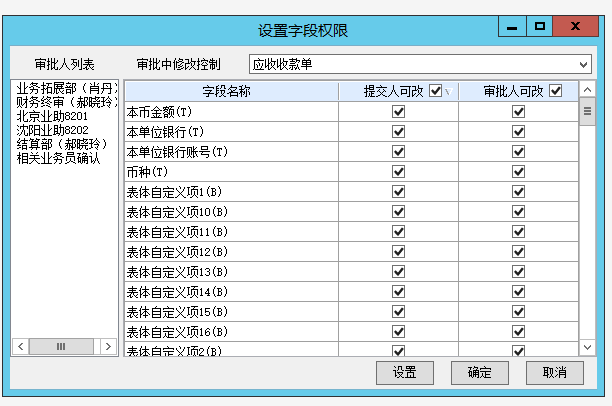 设置字段权限
审批人列表
审批中修改控制
应收收款单
业务拓展部（肖丹）
财务终审（郝晓玲）
北京业助8201
沈阳业助8202
结算部（郝晓玲）
相关业务员确认
字段名称 提交人可改 审批人可改
本币金额(T)
本单位银行(T)
本单位银行账号(T)
币种(T)
表体自定义项1(B)
表体自定义项10(B)
表体自定义项11(B)
表体自定义项12(B)
表体自定义项13(B)
表体自定义项14(B)
表体自定义项15(B)
表体自定义项16(B)
表体自定义项2(B)
设置 确定 取消